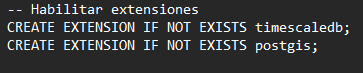 -- Habilitar extensiones
CREATE EXTENSION IF NOT EXISTS timescaledb;
CREATE EXTENSION IF NOT EXISTS postgis;